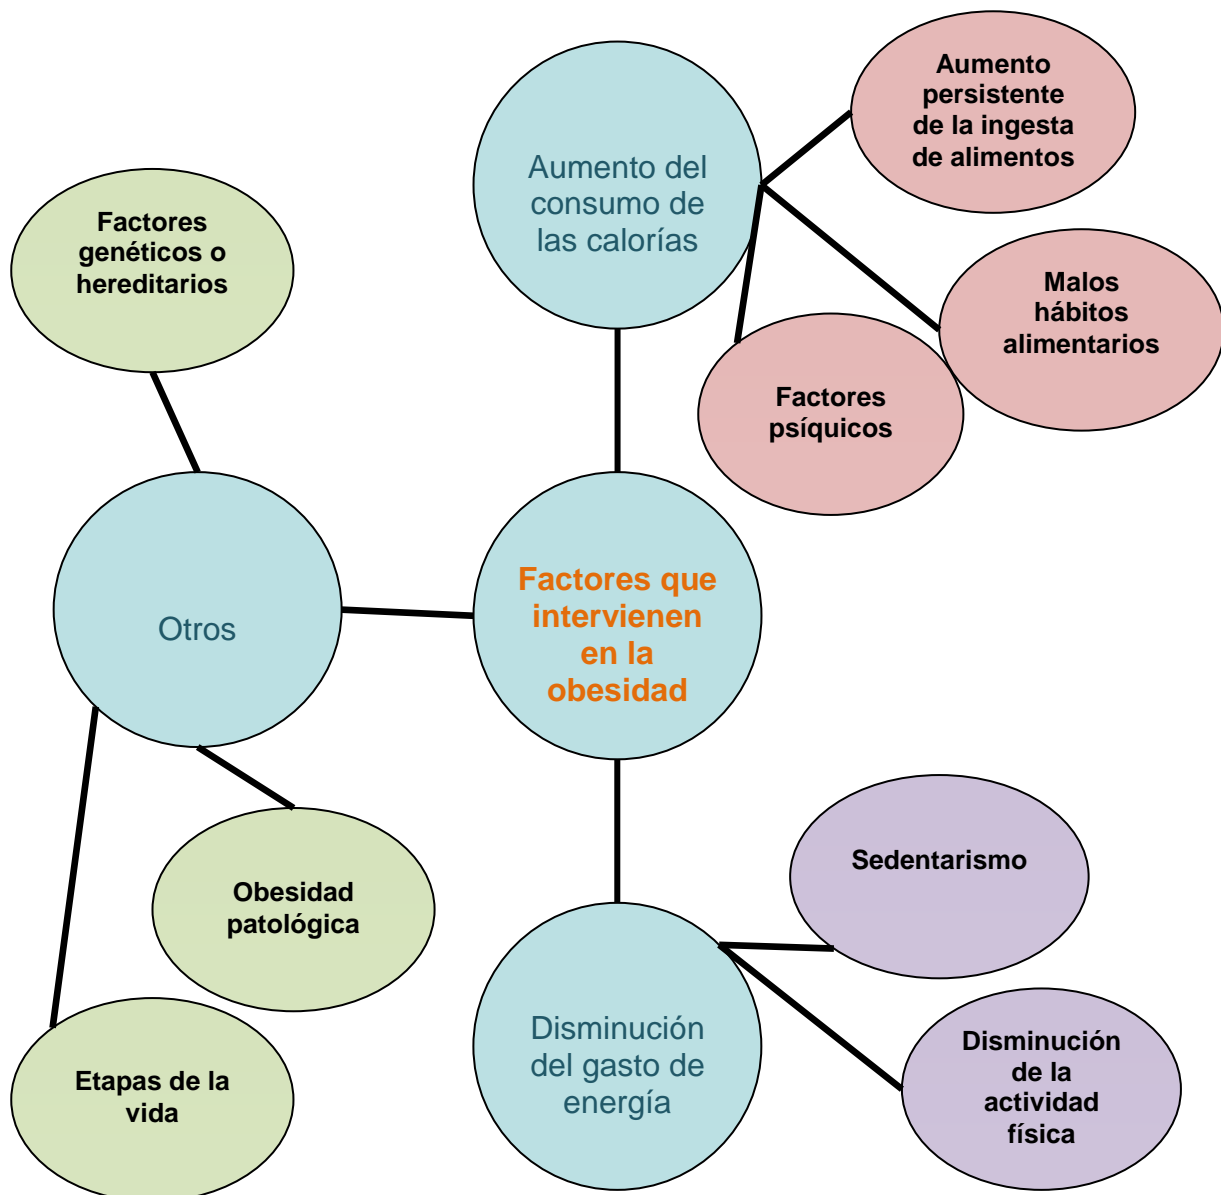 Aumento
persistente
de la ingesta
de alimentos
Aumento del
consumo de
las calorías
Factores
genéticos o
hereditarios
Malos
hábitos
alimentarios
Factores
psíquicos
Factores que
intervienen
en la
obesidad
Otros
Sedentarismo
Obesidad
patológica
Disminución
del gasto de
energía
Disminución
de la
actividad
física
Etapas de la
vida